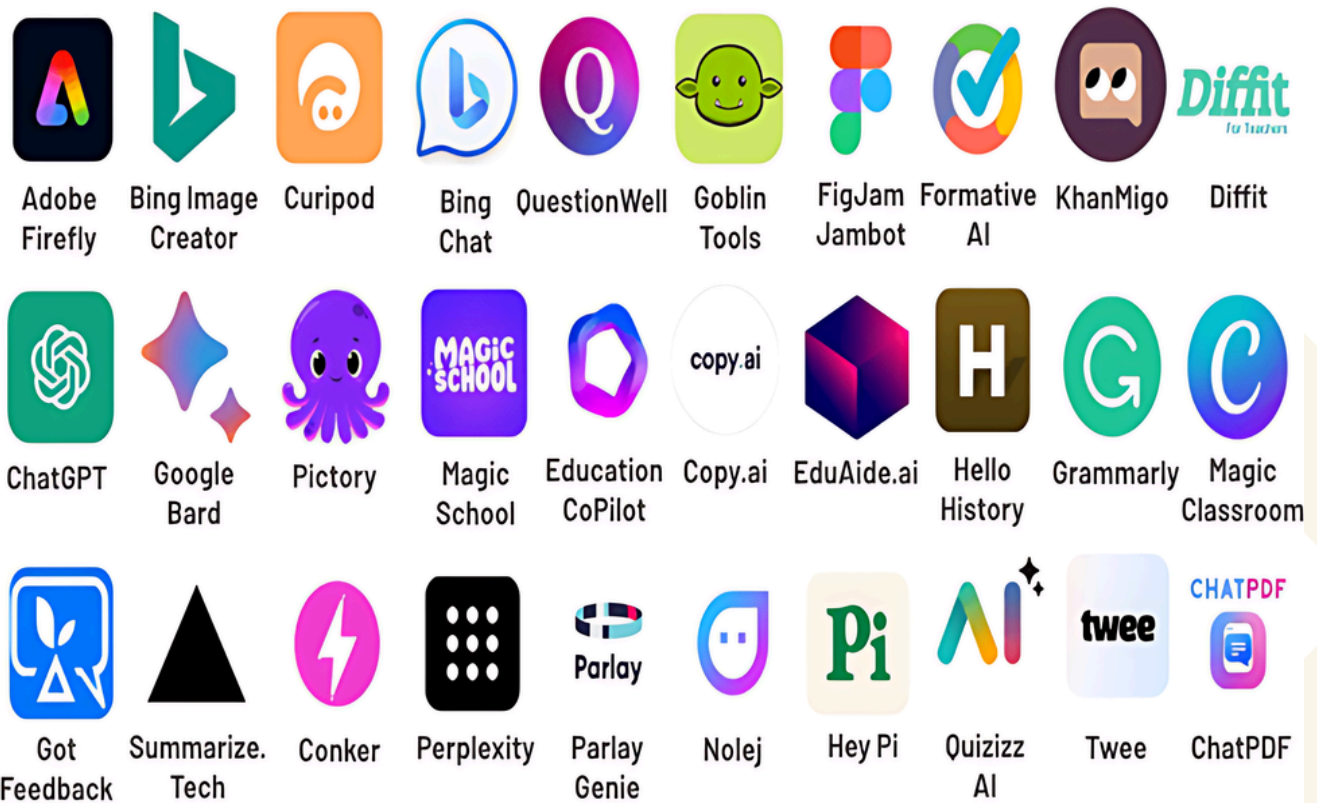 Diffit
For Teachers
Adobe Firefly
Bing Image Creator
Curipod
Bing Chat
QuestionWell
Goblin Tools
FigJam Jambot
Formative AI
KhanMigo
Diffit
MAGiC SCHOOL
copy.ai
H
G
C
ChatGPT
Google Bard
Pictory
Magic School
Education CoPilot
Copy.ai
EduAide.ai
Hello History
Grammarly
Magic Classroom
Parlay
Pi
AI
twee
CHATPDF
Got Feedback
Summarize. Tech
Conker
Perplexity
Parlay Genie
Nolej
Hey Pi
Quizizz AI
Twee
ChatPDF